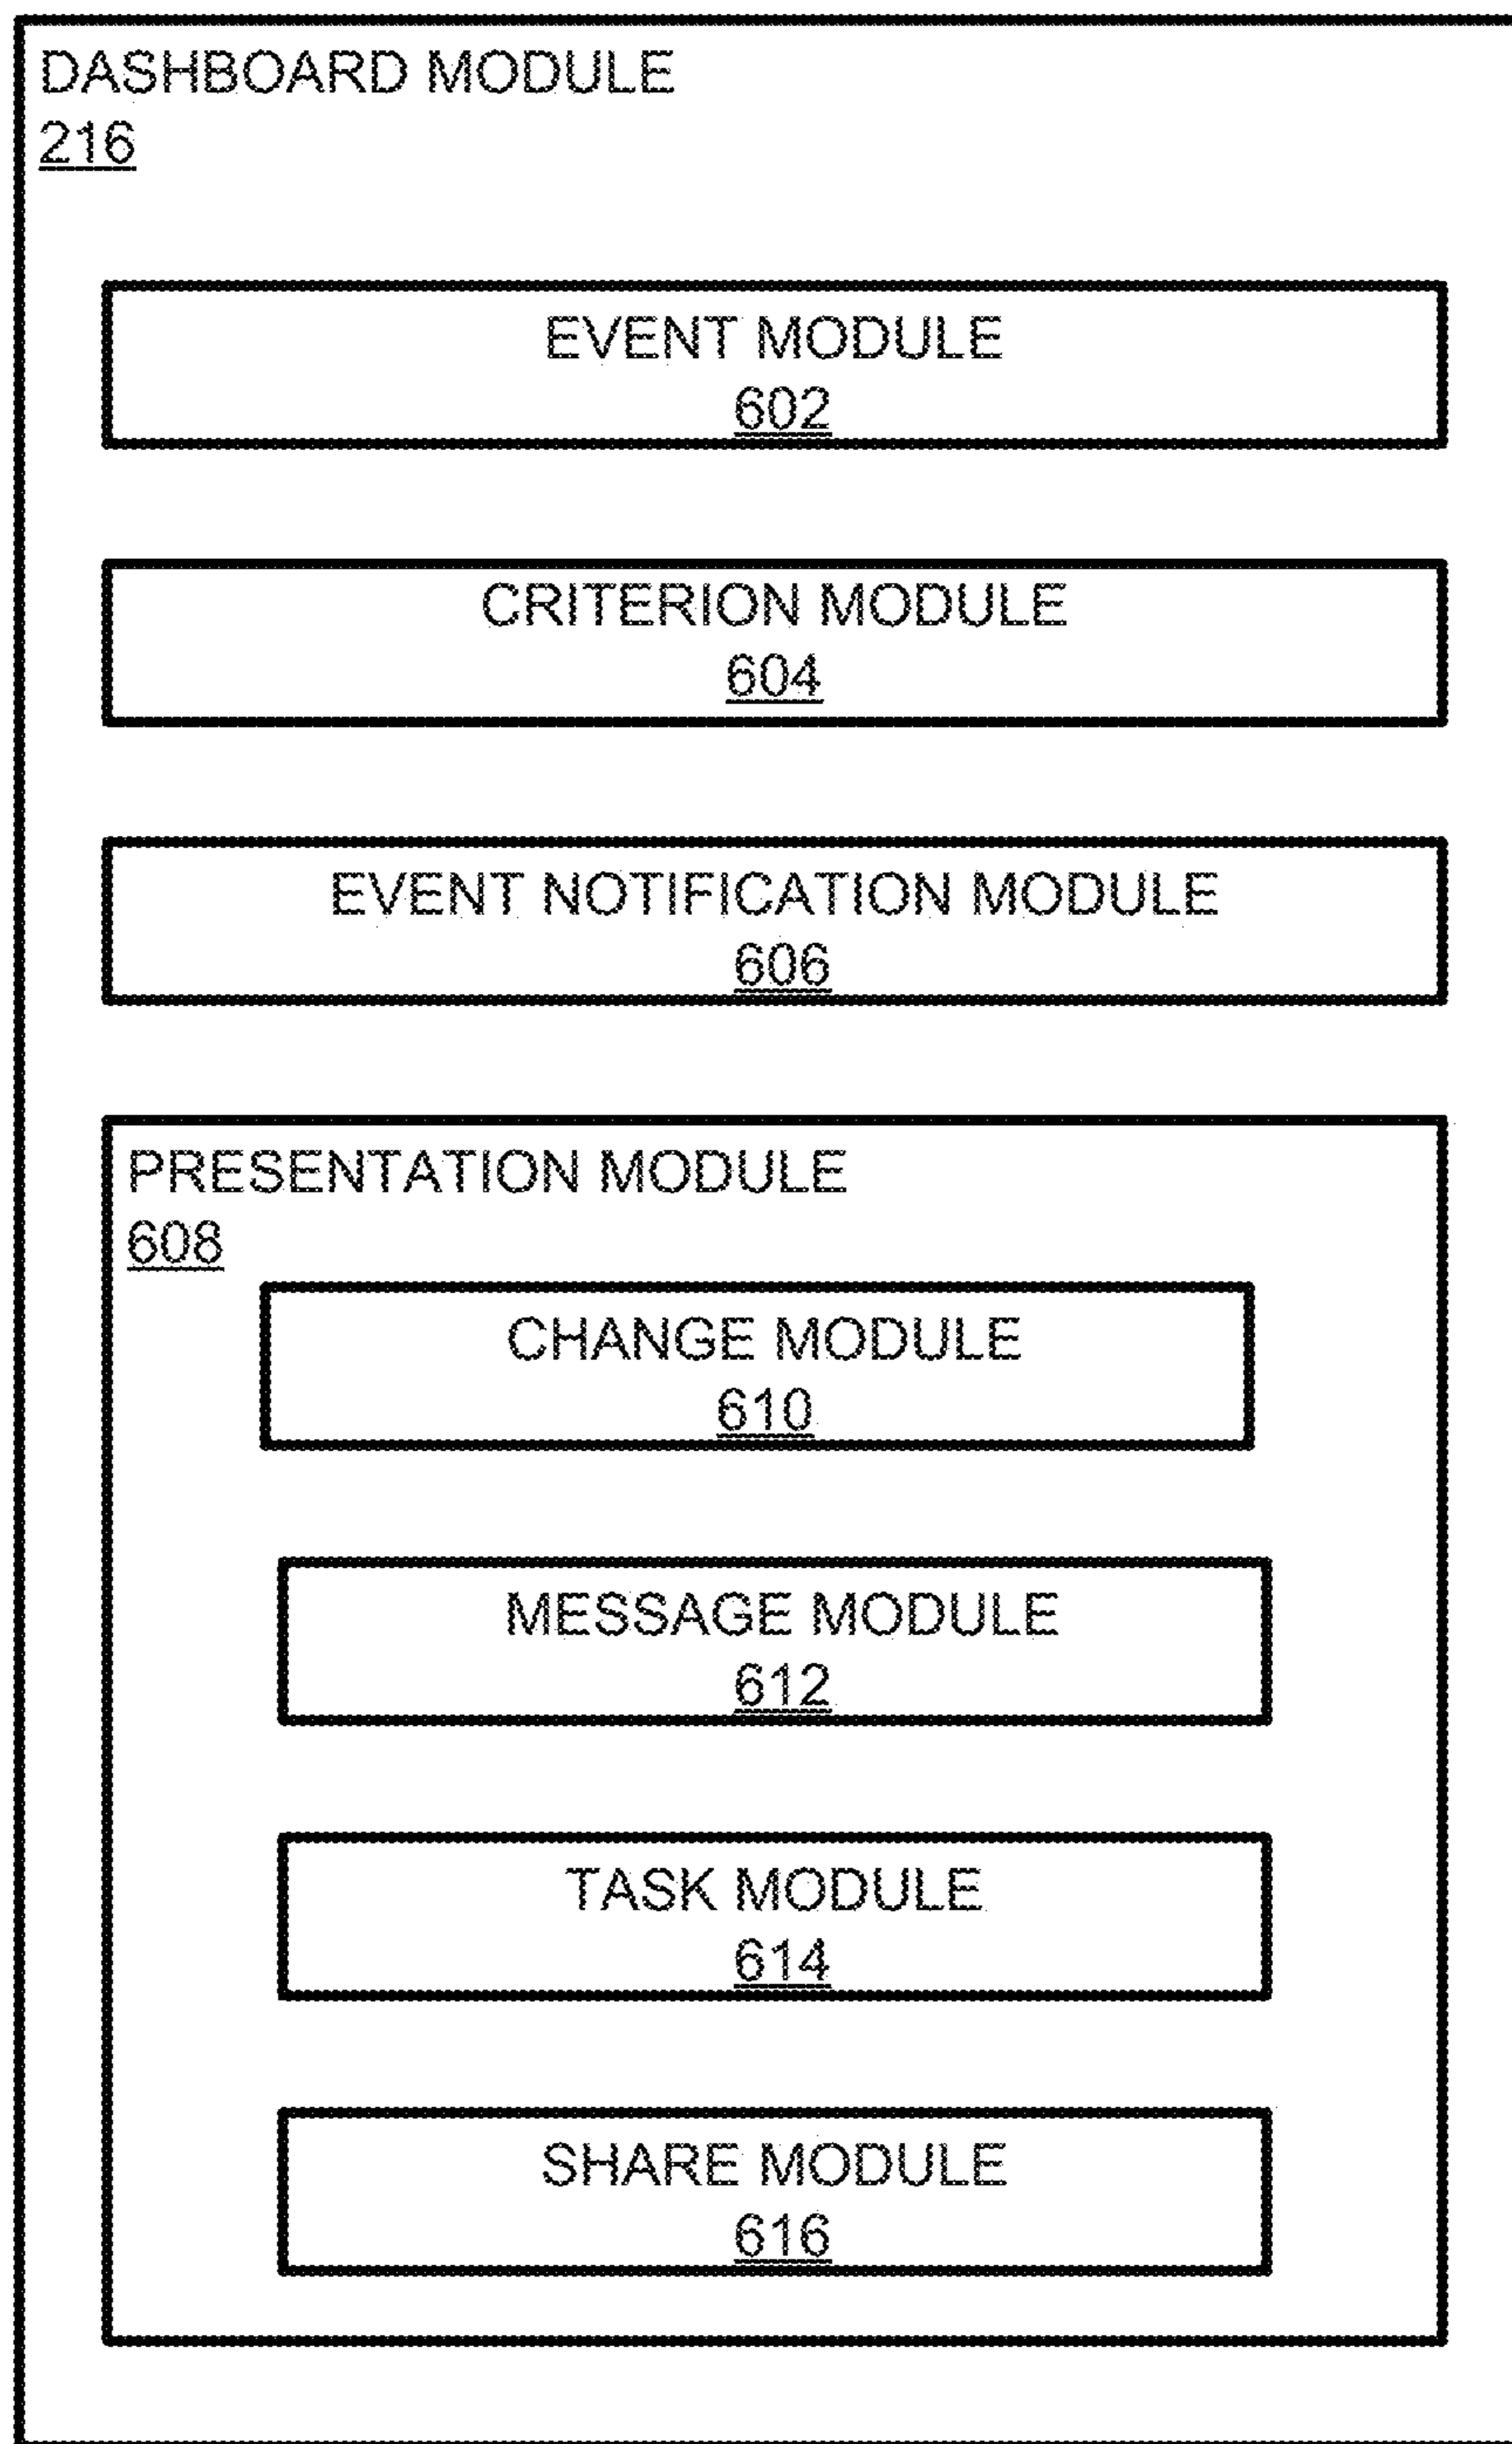 DASHBOARD MODULE
216
EVENT MODULE
602
CRITERION MODULE
604
EVENT NOTIFICATION MODULE
606
PRESENTATION MODULE
608
CHANGE MODULE
610
MESSAGE MODULE
612
TASK MODULE
614
SHARE MODULE
616